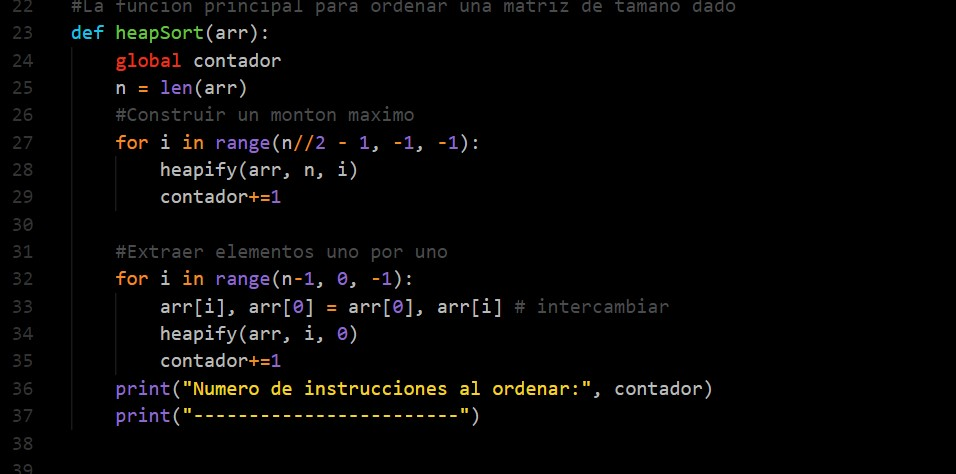 22 #La funcion principal para ordenar una matriz de tamano dado
23 def heapSort(arr):
24     global contador
25     n = len(arr)
26     #Construir un monton maximo
27     for i in range(n//2 - 1, -1, -1):
28         heapify(arr, n, i)
29         contador+=1
30
31     #Extraer elementos uno por uno
32     for i in range(n-1, 0, -1):
33         arr[i], arr[0] = arr[0], arr[i] # intercambiar
34         heapify(arr, i, 0)
35         contador+=1
36     print("Numero de instrucciones al ordenar:", contador)
37     print("------------------------")
38
39